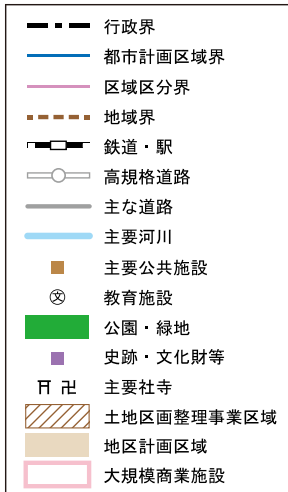 行政界
都市計画区域界
区域区分界
地域界
鉄道・駅
高規格道路
主な道路
主要河川
主要公共施設
文 教育施設
公園・緑地
史跡・文化財等
卍 主要社寺
土地区画整理事業区域
地区計画区域
大規模商業施設